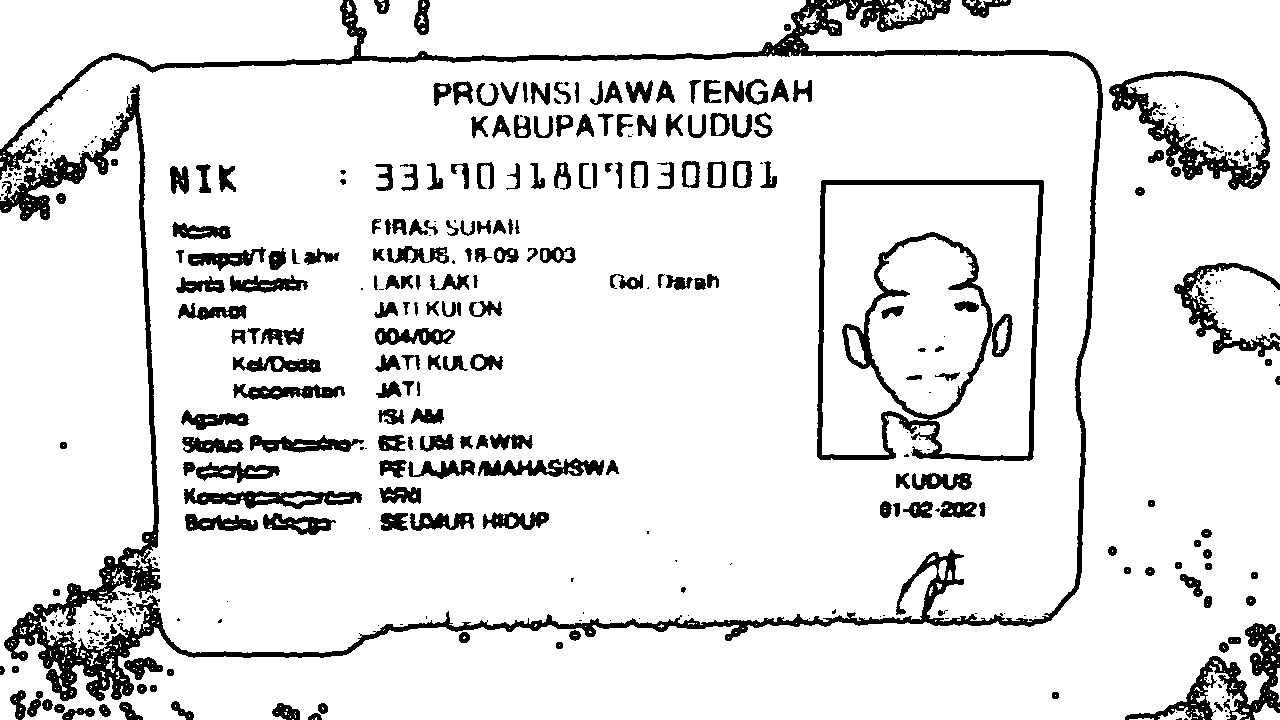 PROVINSI JAWA TENGAH
KABUPATEN KUDUS
NIK : 3319031809030001
Nama FIRAS SUHAIL
Tempat/Tgl Lahir KUDUS, 18-09-2003
Jenis kelamin : LAKI-LAKI Gol. Darah
Alamat JATI KULON
RT/RW 004/002
Kel/Desa JATI KULON
Kecamatan JATI
Agama ISLAM
Status Perkawinan: BELUM KAWIN
Pekerjaan PELAJAR/MAHASISWA
Kewarganegaraan WNI
Berlaku Hingga SEUMUR HIDUP
KUDUS
01-02-2021